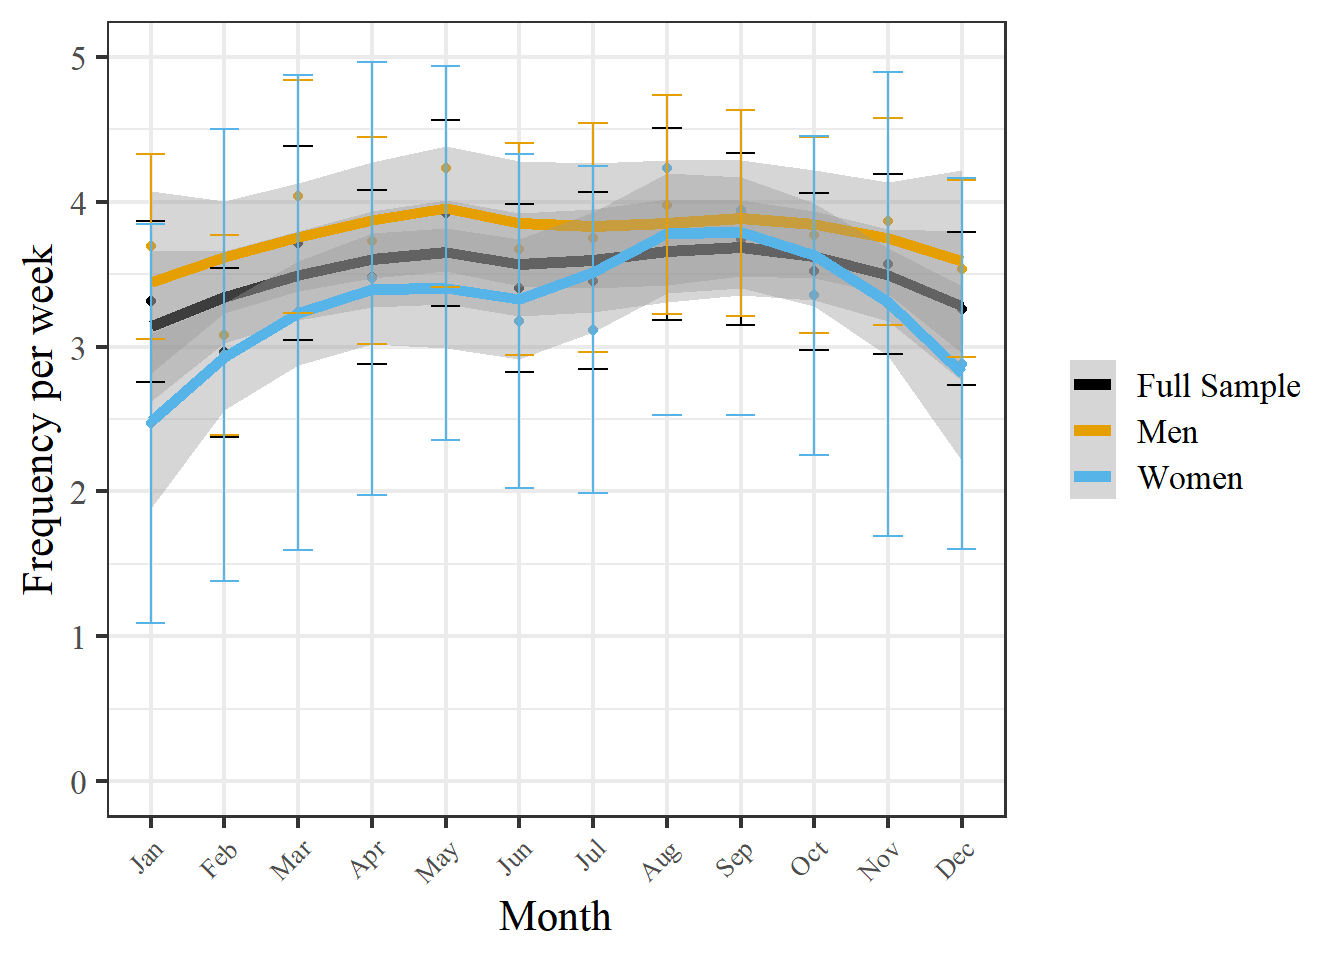 5
4
3
2
1
0
Frequency per week
Jan
Feb
Mar
Apr
May
Jun
Jul
Aug
Sep
Oct
Nov
Dec
Month
Full Sample
Men
Women